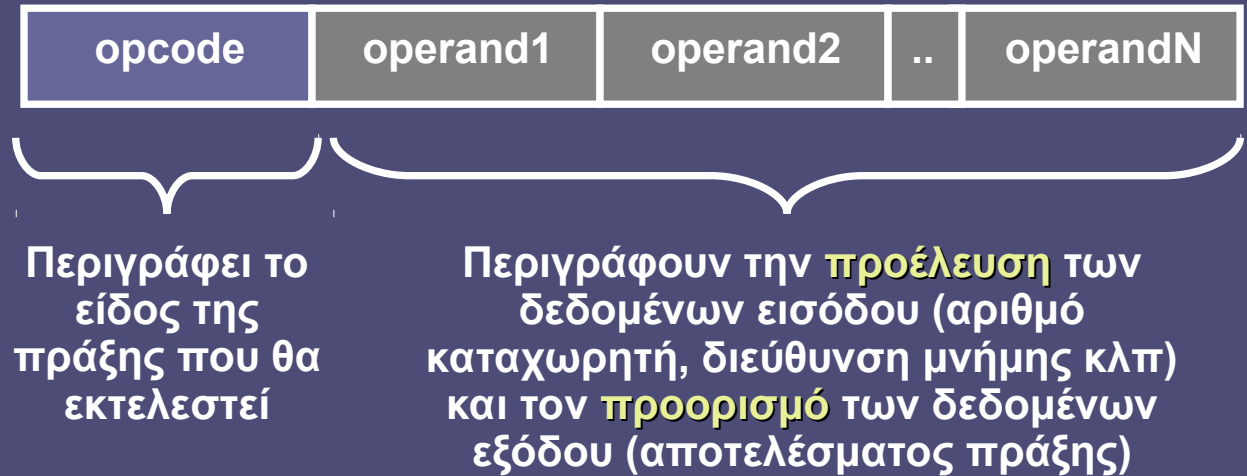 opcode operand1 operand2 .. operandN
Περιγράφει το
είδος της
πράξης που θα
εκτελεστεί
Περιγράφουν την προέλευση των
δεδομένων εισόδου (αριθμό
καταχωρητή, διεύθυνση μνήμης κλπ)
και τον προορισμό των δεδομένων
εξόδου (αποτελέσματος πράξης)